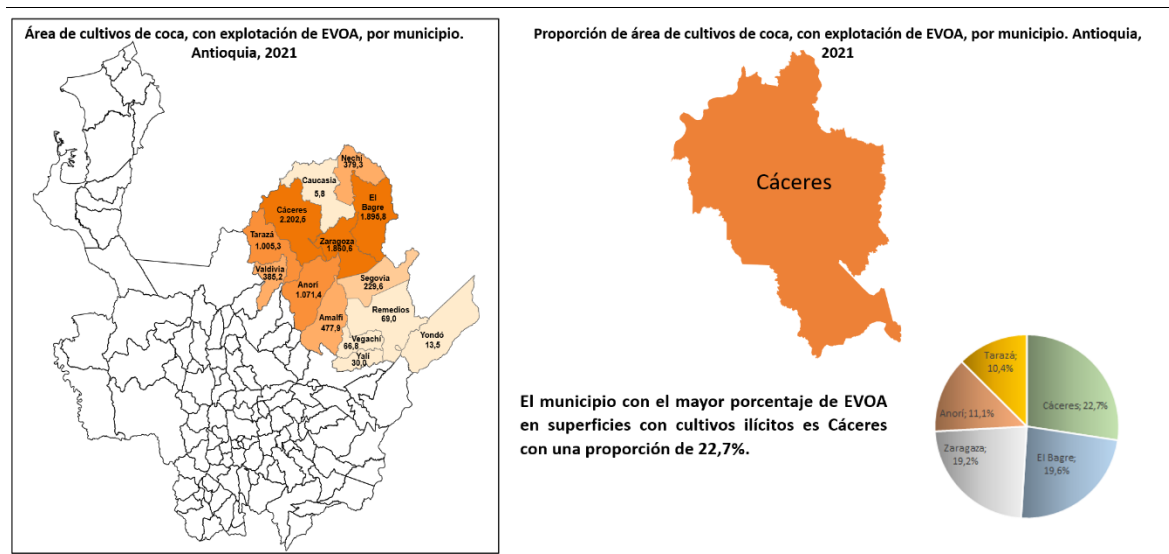 Área de cultivos de coca, con explotación de EVOA, por municipio.
Antioquia, 2021
Nechí
379,3
Caucasia
5,8
El
Bagre
1.895,8
Cáceres
2.202,5
Tarazá
1.005,3
Zaragoza
1.860,6
Valdivia
385,2
Anorí
1.071,4
Segovia
229,6
Remedios
69,0
Amalfi
477,9
Yondó
13,5
Vegachí
66,8
Yalí
30,0
Proporción de área de cultivos de coca, con explotación de EVOA, por municipio. Antioquia,
2021
Cáceres
El municipio con el mayor porcentaje de EVOA
en superficies con cultivos ilícitos es Cáceres
con una proporción de 22,7%.
Tarazá;
10,4%
Cáceres; 22,7%
Anorí; 11,1%
Zaragaza;
19,2%
El Bagre;
19,6%